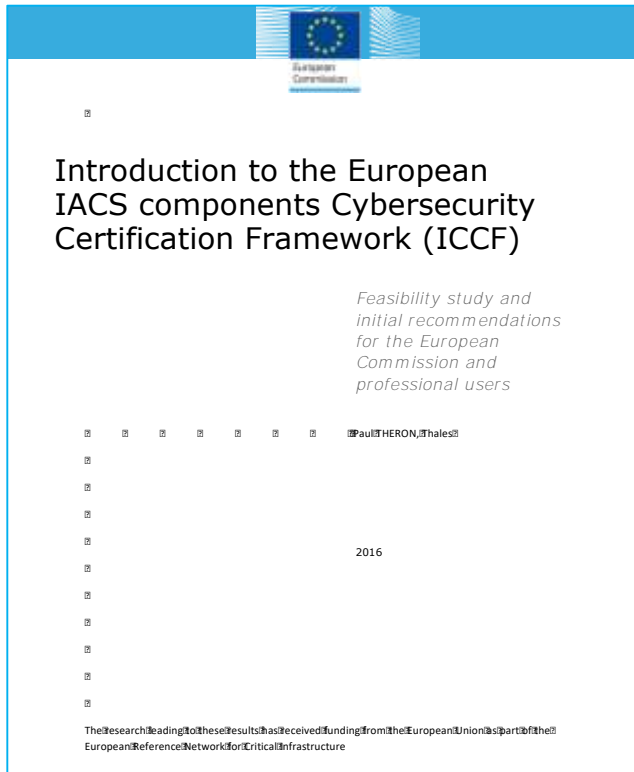 European
Commission
Introduction to the European
IACS components Cybersecurity
Certification Framework (ICCF)
Feasibility study and
initial recommendations
for the European
Commission and
professional users
Paul THERON, Thales
2016
The research leading to these results has received funding from the European Union as part of the
European Reference Network for Critical Infrastructure